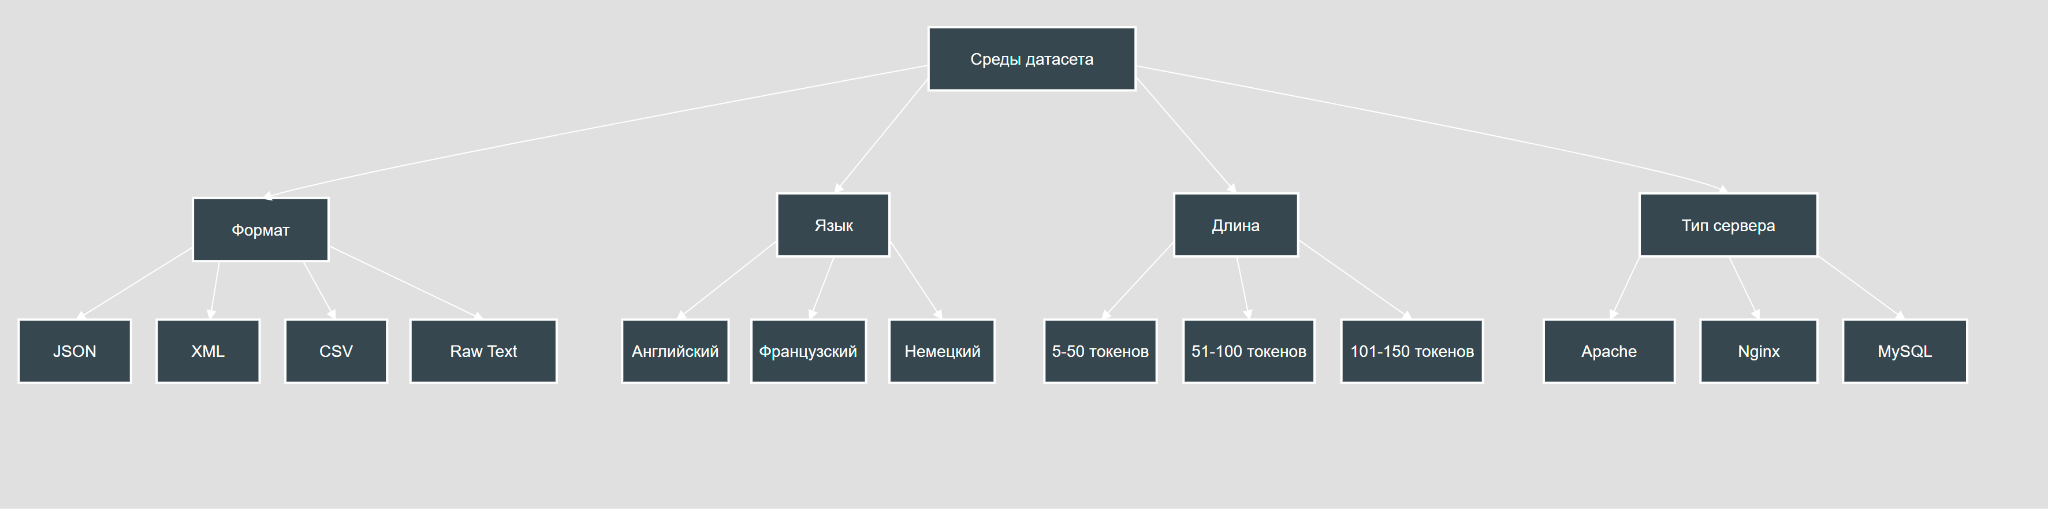 Среды датасета
Формат
Язык
Длина
Тип сервера
JSON
XML
CSV
Raw Text
Английский
Французский
Немецкий
5-50 токенов
51-100 токенов
101-150 токенов
Apache
Nginx
MySQL